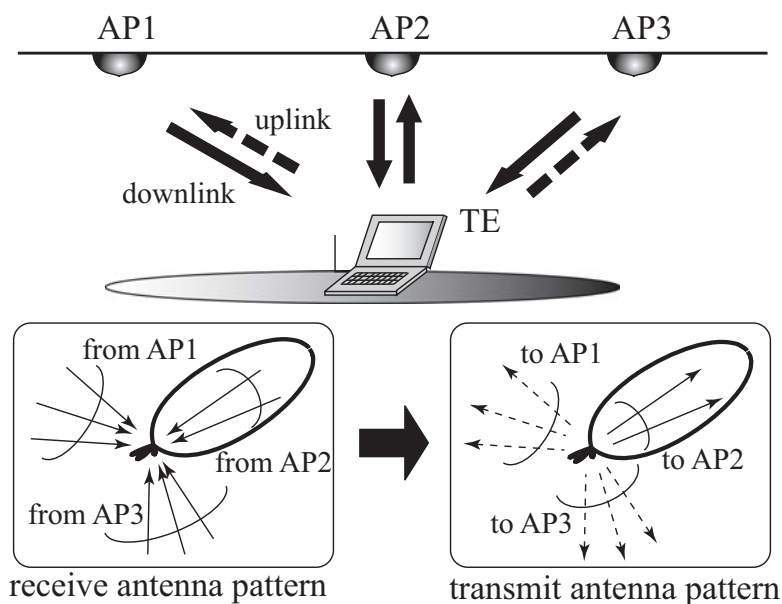 AP1 AP2 AP3
uplink
downlink
TE
from AP1
from AP2
from AP3
to AP1
to AP2
to AP3
receive antenna pattern
transmit antenna pattern